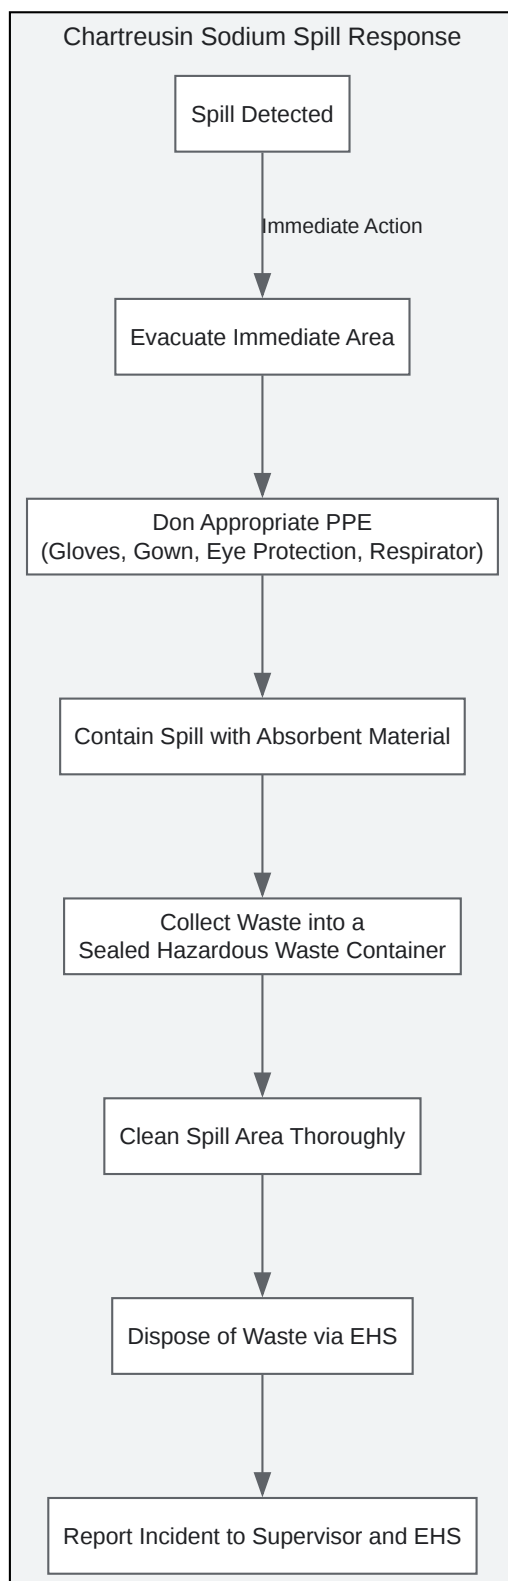 Chartreusin Sodium Spill Response
Spill Detected
Immediate Action
Evacuate Immediate Area
Don Appropriate PPE
(Gloves, Gown, Eye Protection, Respirator)
Contain Spill with Absorbent Material
Collect Waste into a
Sealed Hazardous Waste Container
Clean Spill Area Thoroughly
Dispose of Waste via EHS
Report Incident to Supervisor and EHS